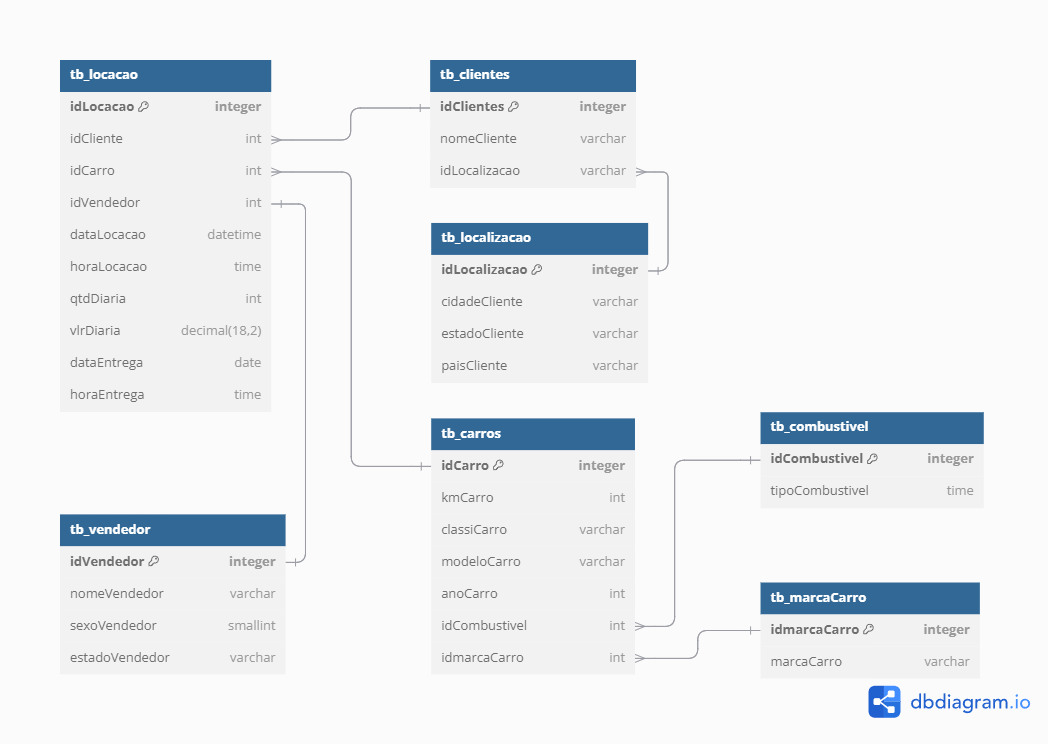 tb_locacao
idLocacao integer
idCliente int
idCarro int
idVendedor int
dataLocacao datetime
horaLocacao time
qtdDiaria int
vlrDiaria decimal(18,2)
dataEntrega date
horaEntrega time
tb_clientes
idClientes integer
nomeCliente varchar
idLocalizacao varchar
tb_localizacao
idLocalizacao integer
cidadeCliente varchar
estadoCliente varchar
paisCliente varchar
tb_carros
idCarro integer
kmCarro int
classiCarro varchar
modeloCarro varchar
anoCarro int
idCombustivel int
idmarcaCarro int
tb_combustivel
idCombustivel integer
tipoCombustivel time
tb_vendedor
idVendedor integer
nomeVendedor varchar
sexoVendedor smallint
estadoVendedor varchar
tb_marcaCarro
idmarcaCarro integer
marcaCarro varchar
dbdiagram.io